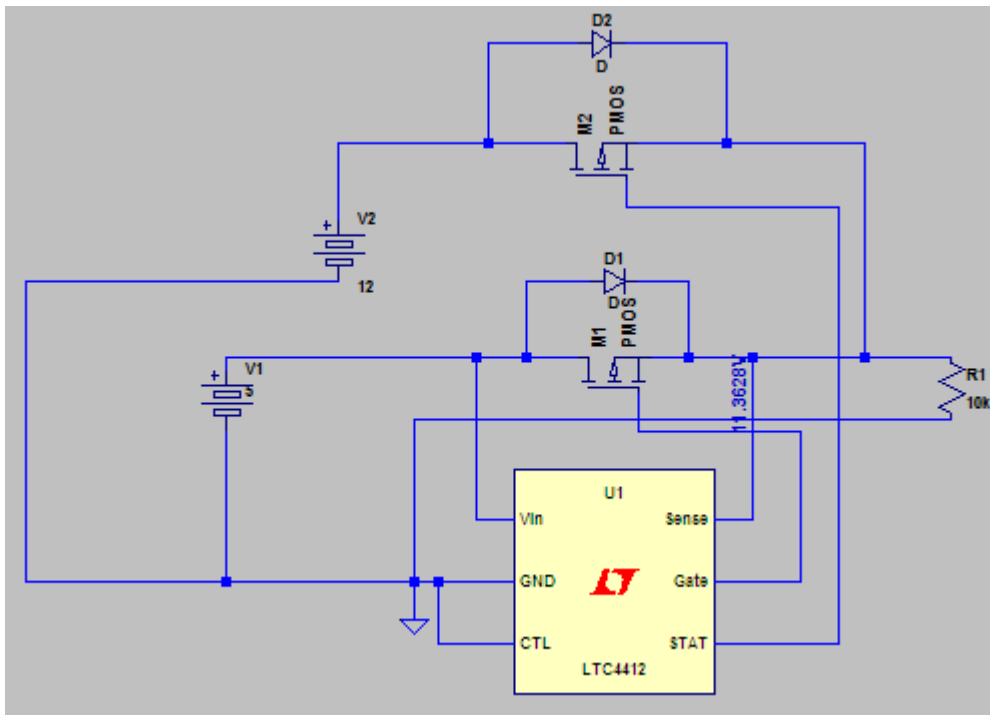 D2
D
M2
PMOS
V2
12
D1
D
M1
PMOS
V1
5
11.3628V
R1
10k
U1
Vin
Sense
GND
Gate
CTL
STAT
LTC4412